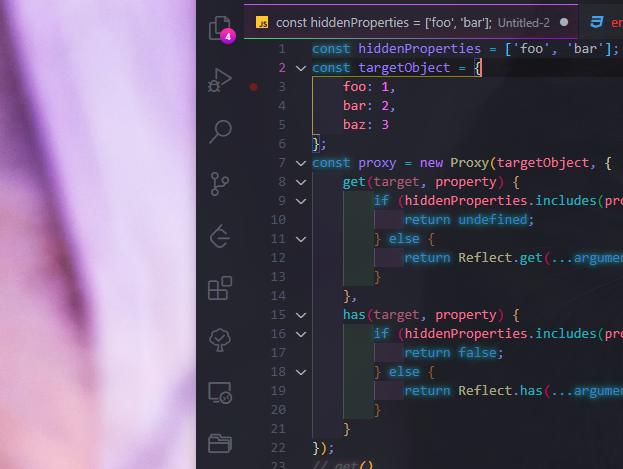 const hiddenProperties = ['foo', 'bar']; Untitled-2
4
1 const hiddenProperties = ['foo', 'bar'];
2 const targetObject = {
3 foo: 1,
4 bar: 2,
5 baz: 3
6 };
7 const proxy = new Proxy(targetObject, {
8 get(target, property) {
9 if (hiddenProperties.includes(pro
10 return undefined;
11 } else {
12 return Reflect.get(...argumen
13 }
14 },
15 has(target, property) {
16 if (hiddenProperties.includes(pro
17 return false;
18 } else {
19 return Reflect.has(...argumen
20 }
21 }
22 });
23 // get()